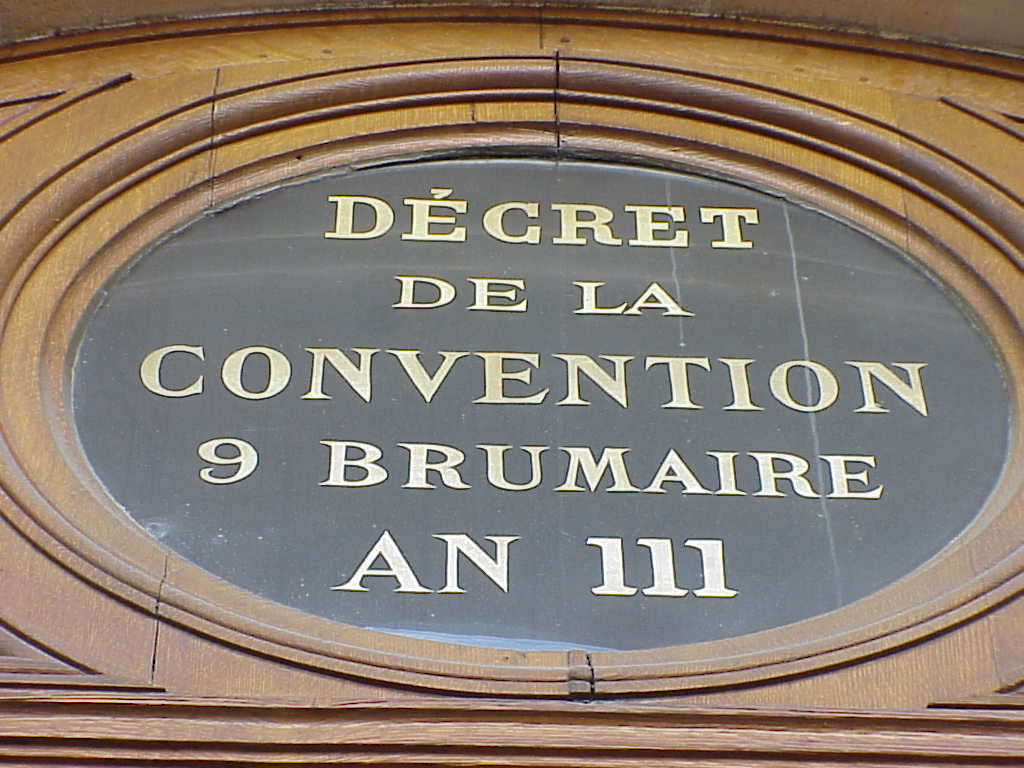 DÉCRET
DE LA
CONVENTION
9 BRUMAIRE
AN 111